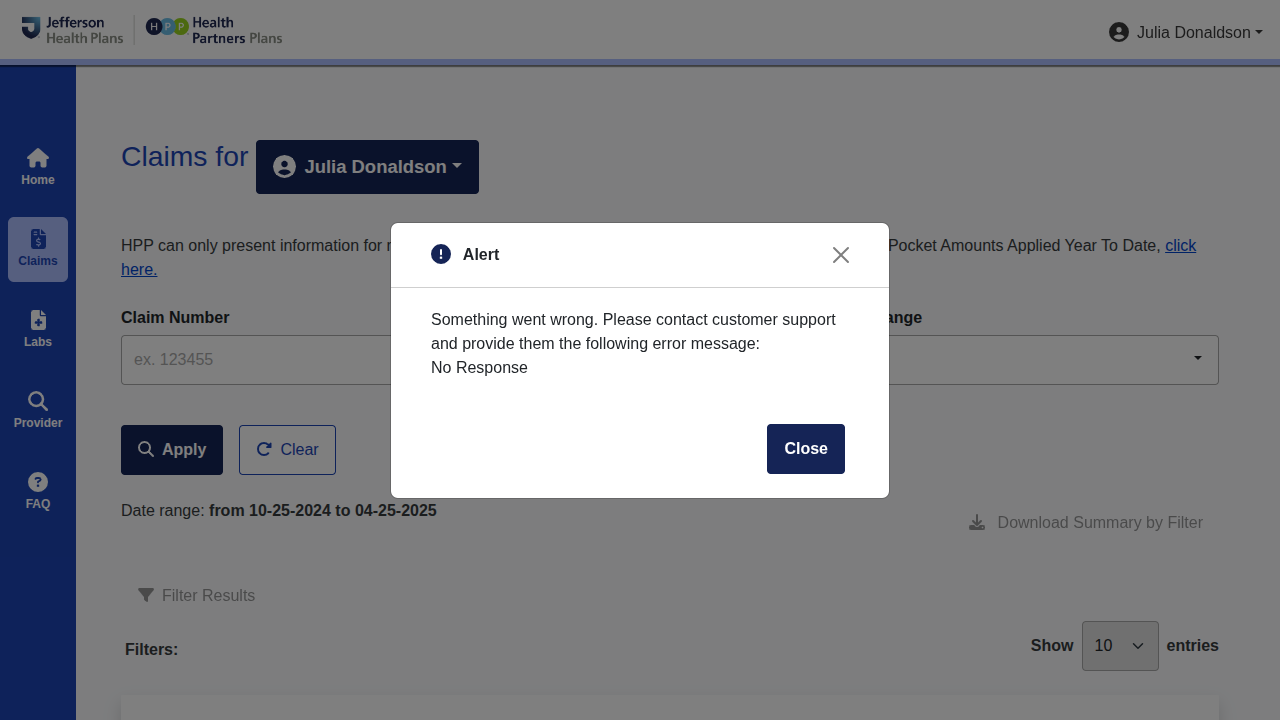 Jefferson
Health Plans
HPP
Health
Partners Plans
Julia Donaldson
Home
Claims
Labs
Provider
FAQ
Claims for
Julia Donaldson
HPP can only present information for
Pocket Amounts Applied Year To Date, click
here.
Claim Number
ex. 123455
Apply
Clear
Date range: from 10-25-2024 to 04-25-2025
Download Summary by Filter
Filter Results
Filters:
Show 10 entries
Alert
Something went wrong. Please contact customer support
and provide them the following error message:
No Response
Close